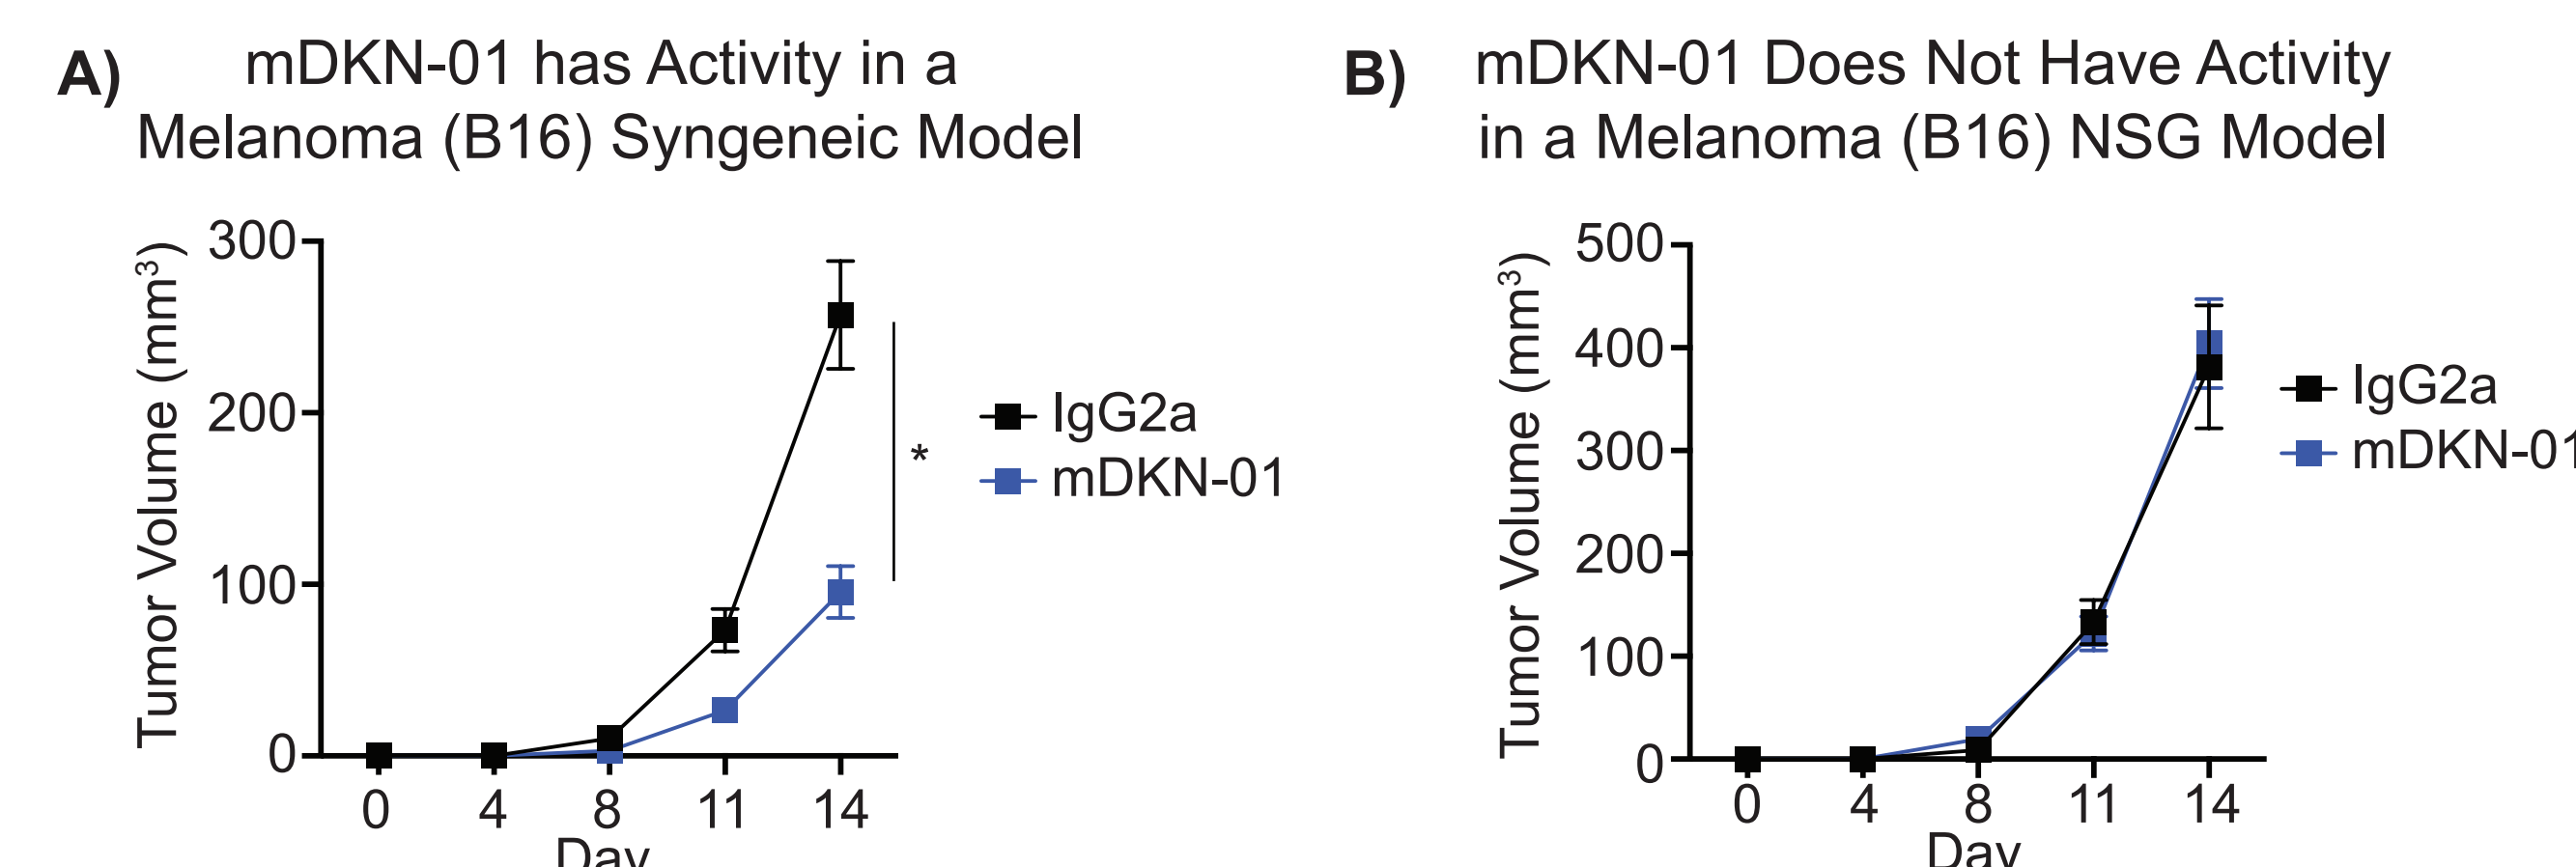 A)
mDKN-01 has Activity in a
Melanoma (B16) Syngeneic Model
Tumor Volume (mm³)
300
200
100
0
0 4 8 11 14
Day
*
IgG2a
mDKN-01
B)
mDKN-01 Does Not Have Activity
in a Melanoma (B16) NSG Model
Tumor Volume (mm³)
500
400
300
200
100
0
0 4 8 11 14
Day
IgG2a
mDKN-01